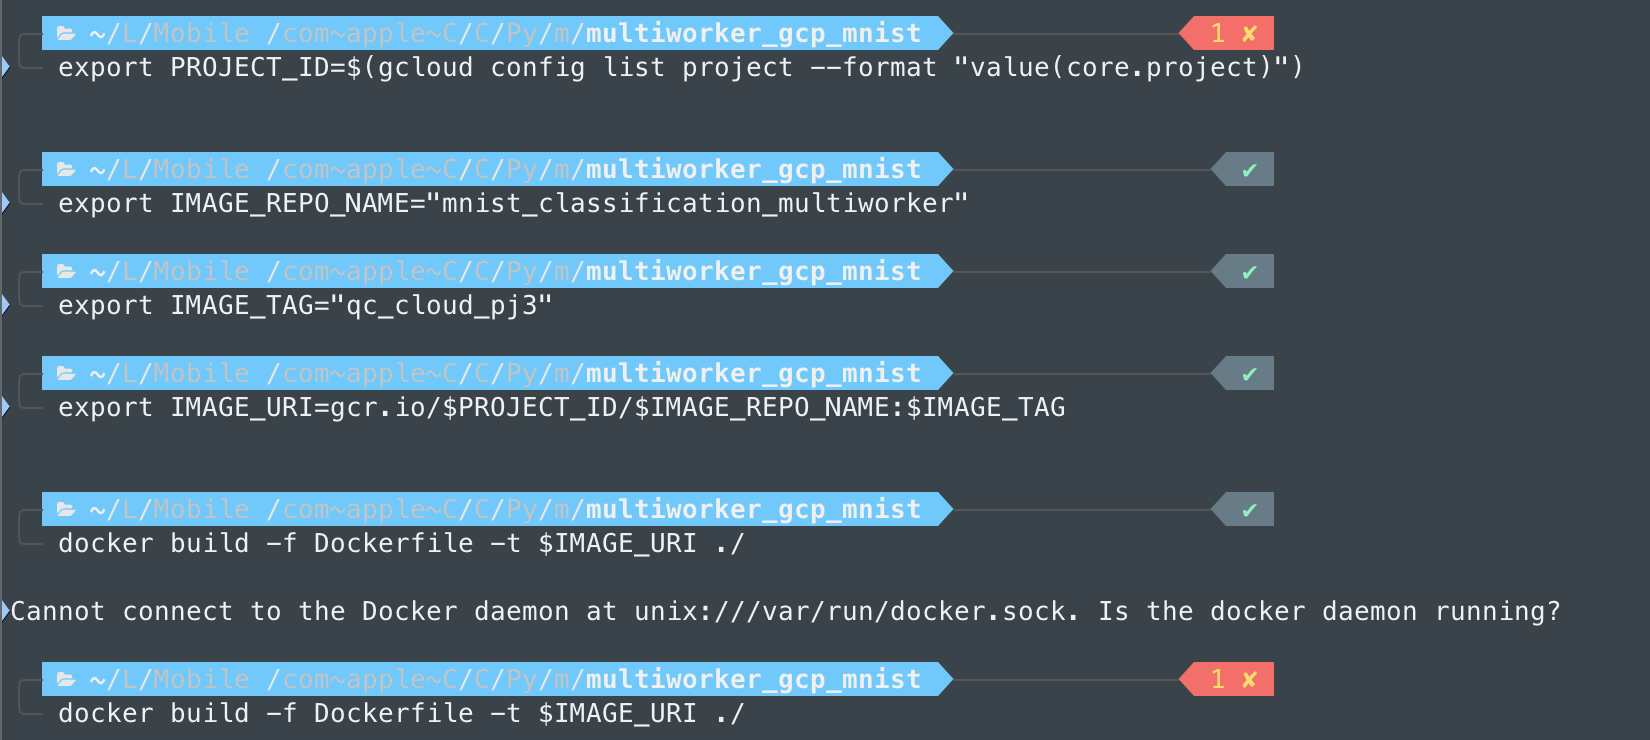 ~/L/Mobile /com~apple~C/C/Py/m/multiworker_gcp_mnist 1 ✘
export PROJECT_ID=$(gcloud config list project --format "value(core.project)")
~/L/Mobile /com~apple~C/C/Py/m/multiworker_gcp_mnist ✔
export IMAGE_REPO_NAME="mnist_classification_multiworker"
~/L/Mobile /com~apple~C/C/Py/m/multiworker_gcp_mnist ✔
export IMAGE_TAG="qc_cloud_pj3"
~/L/Mobile /com~apple~C/C/Py/m/multiworker_gcp_mnist ✔
export IMAGE_URI=gcr.io/$PROJECT_ID/$IMAGE_REPO_NAME:$IMAGE_TAG
~/L/Mobile /com~apple~C/C/Py/m/multiworker_gcp_mnist ✔
docker build -f Dockerfile -t $IMAGE_URI ./
Cannot connect to the Docker daemon at unix:///var/run/docker.sock. Is the docker daemon running?
~/L/Mobile /com~apple~C/C/Py/m/multiworker_gcp_mnist 1 ✘
docker build -f Dockerfile -t $IMAGE_URI ./